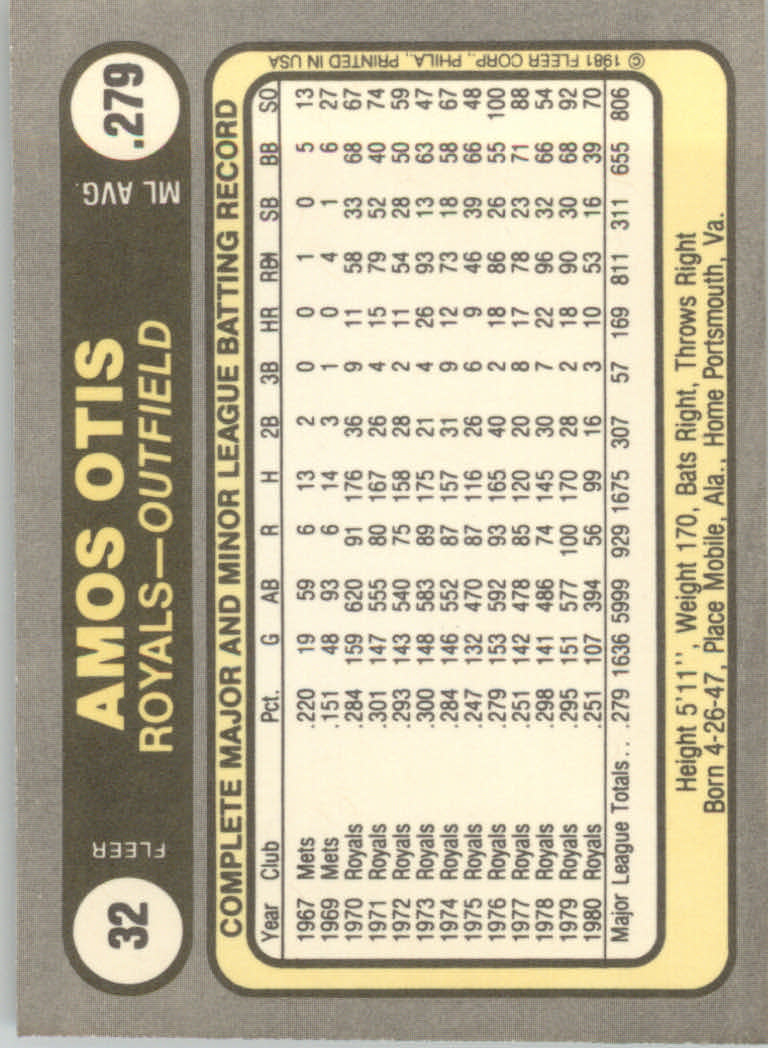 32
FLEER
AMOS OTIS
ROYALS—OUTFIELD
ML AVG.
.279
COMPLETE MAJOR AND MINOR LEAGUE BATTING RECORD
Year Club Pct. G AB R H 2B 3B HR RBI SB BB SO
1967 Mets .220 19 59 6 13 2 0 0 1 0 5 13
1969 Mets .151 48 93 6 14 3 1 0 4 1 6 27
1970 Royals .284 159 620 91 176 36 9 11 58 33 68 67
1971 Royals .301 147 555 80 167 26 4 15 79 52 40 74
1972 Royals .293 143 540 75 158 28 2 11 54 28 50 59
1973 Royals .300 148 583 89 175 21 4 26 93 13 63 47
1974 Royals .284 146 552 87 157 31 9 12 73 18 58 67
1975 Royals .247 132 470 87 116 26 6 9 46 39 66 48
1976 Royals .279 153 592 93 165 40 2 18 86 26 55 100
1977 Royals .251 142 478 85 120 20 8 17 78 23 71 88
1978 Royals .298 141 486 74 145 30 7 22 96 32 66 54
1979 Royals .295 151 577 100 170 28 2 18 90 30 68 92
1980 Royals .251 107 394 56 99 16 3 10 53 16 39 70
Major League Totals.. .279 1636 5999 929 1675 307 57 169 811 311 655 806
Height 5'11'', Weight 170, Bats Right, Throws Right
Born 4-26-47, Place Mobile, Ala., Home Portsmouth, Va.
© 1981 FLEER CORP., PHILA., PRINTED IN USA